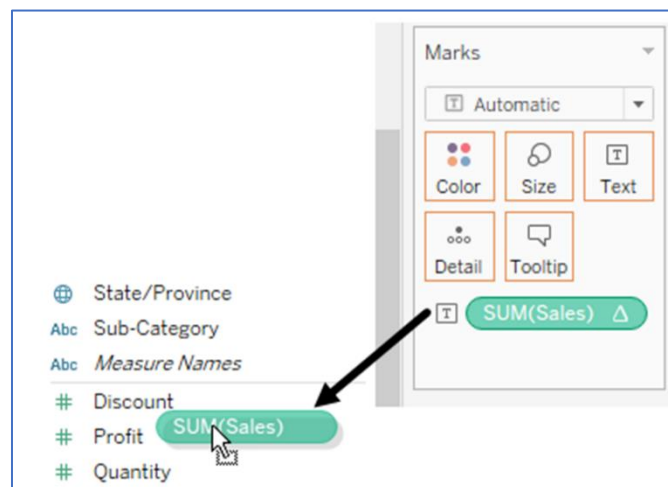 Marks
T Automatic
Color Size T Text
Detail Tooltip
State/Province
T SUM(Sales) Δ
Abc Sub-Category
Abc Measure Names
# Discount
# Profit SUM(Sales)
# Quantity